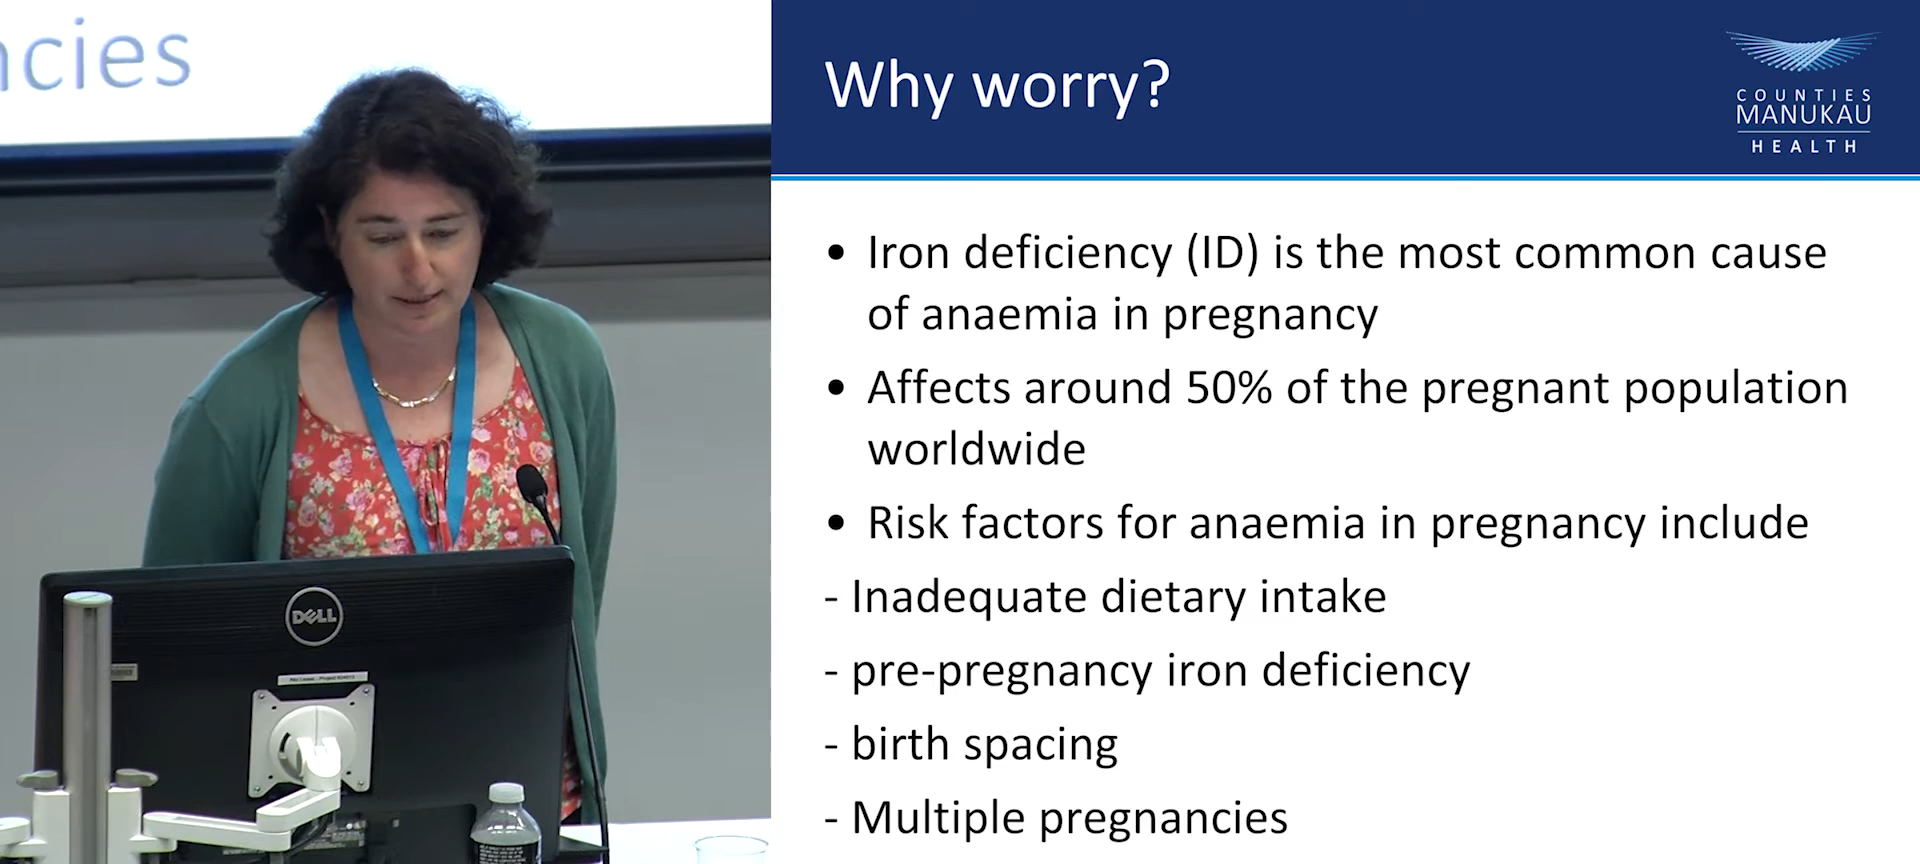 ncies
Why worry?
COUNTIES
MANUKAU
HEALTH
• Iron deficiency (ID) is the most common cause
of anaemia in pregnancy
• Affects around 50% of the pregnant population
worldwide
• Risk factors for anaemia in pregnancy include
- Inadequate dietary intake
- pre-pregnancy iron deficiency
- birth spacing
- Multiple pregnancies
DELL